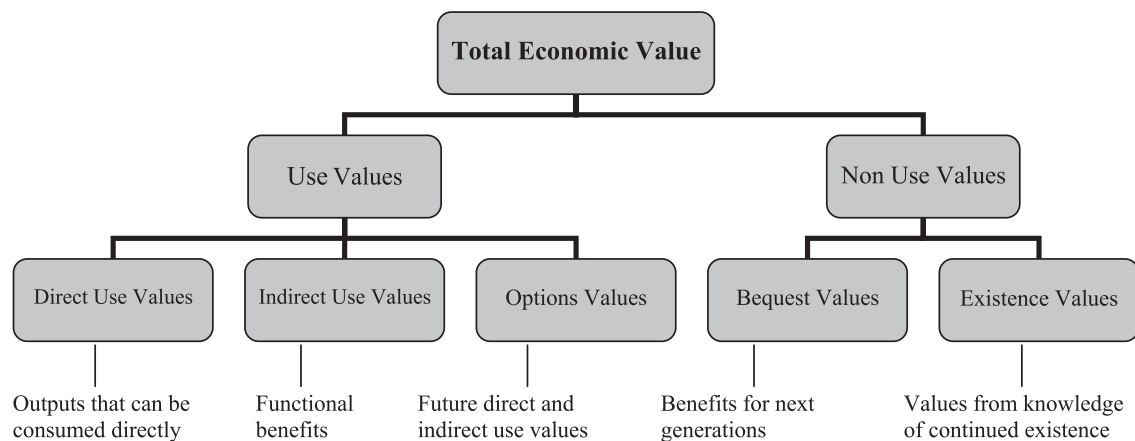 Total Economic Value
Use Values
Non Use Values
Direct Use Values
Indirect Use Values
Options Values
Bequest Values
Existence Values
Outputs that can be
consumed directly
Functional
benefits
Future direct and
indirect use values
Benefits for next
generations
Values from knowledge
of continued existence